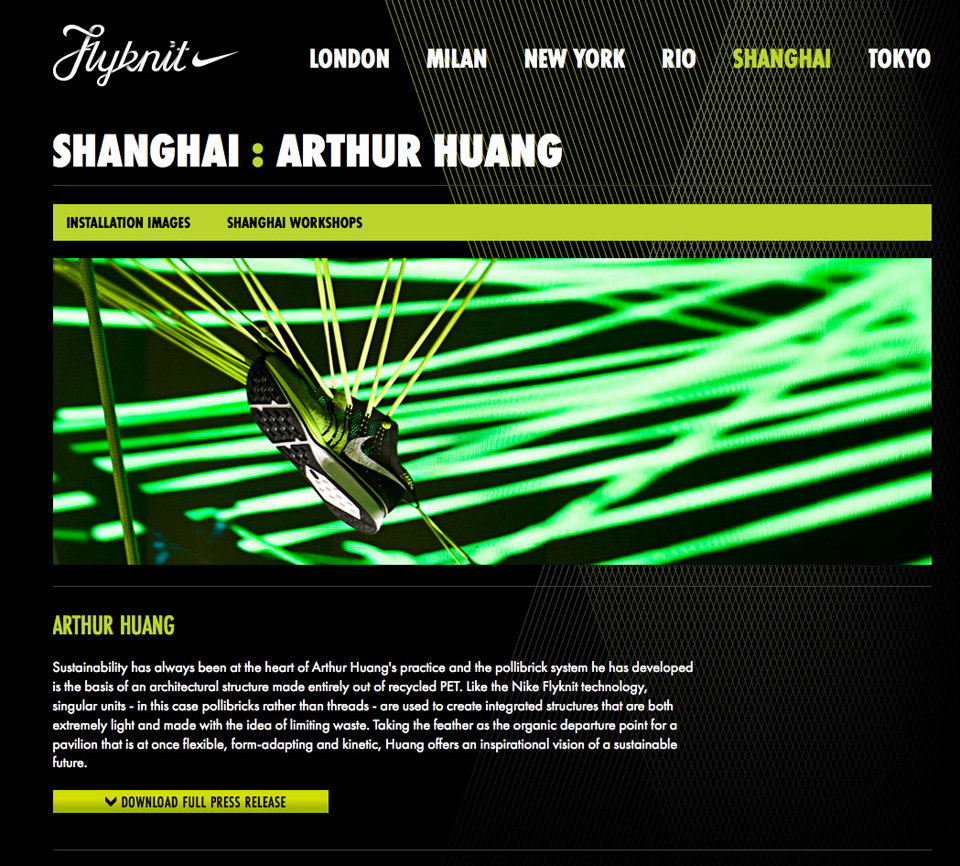 Flyknit
LONDON MILAN NEW YORK RIO SHANGHAI TOKYO
SHANGHAI : ARTHUR HUANG
INSTALLATION IMAGES SHANGHAI WORKSHOPS
ARTHUR HUANG
Sustainability has always been at the heart of Arthur Huang's practice and the pollibrick system he has developed
is the basis of an architectural structure made entirely out of recycled PET. Like the Nike Flyknit technology,
singular units - in this case pollibricks rather than threads - are used to create integrated structures that are both
extremely light and made with the idea of limiting waste. Taking the feather as the organic departure point for a
pavilion that is at once flexible, form-adapting and kinetic, Huang offers an inspirational vision of a sustainable
future.
DOWNLOAD FULL PRESS RELEASE